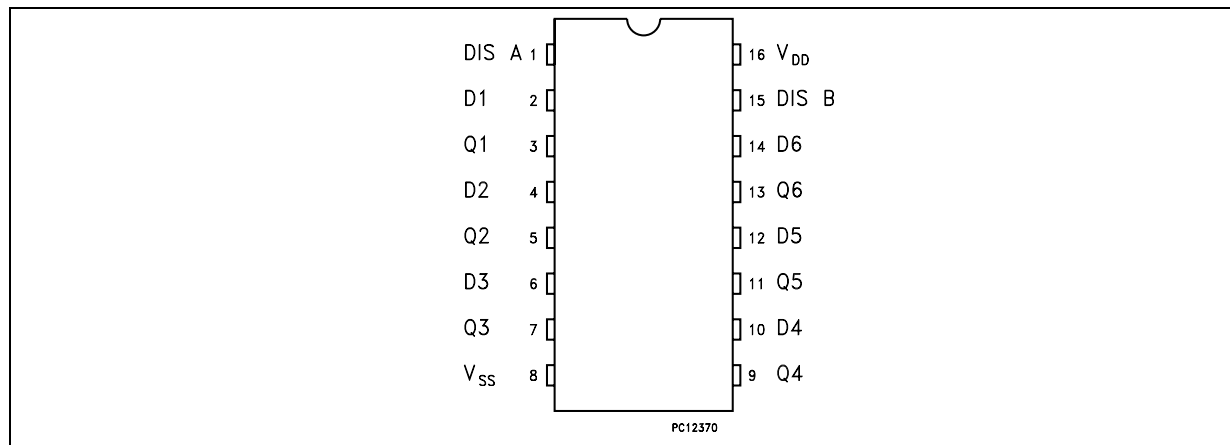 DIS A 1 16 VDD
D1 2 15 DIS B
Q1 3 14 D6
D2 4 13 Q6
Q2 5 12 D5
D3 6 11 Q5
Q3 7 10 D4
VSS 8 9 Q4
PC12370